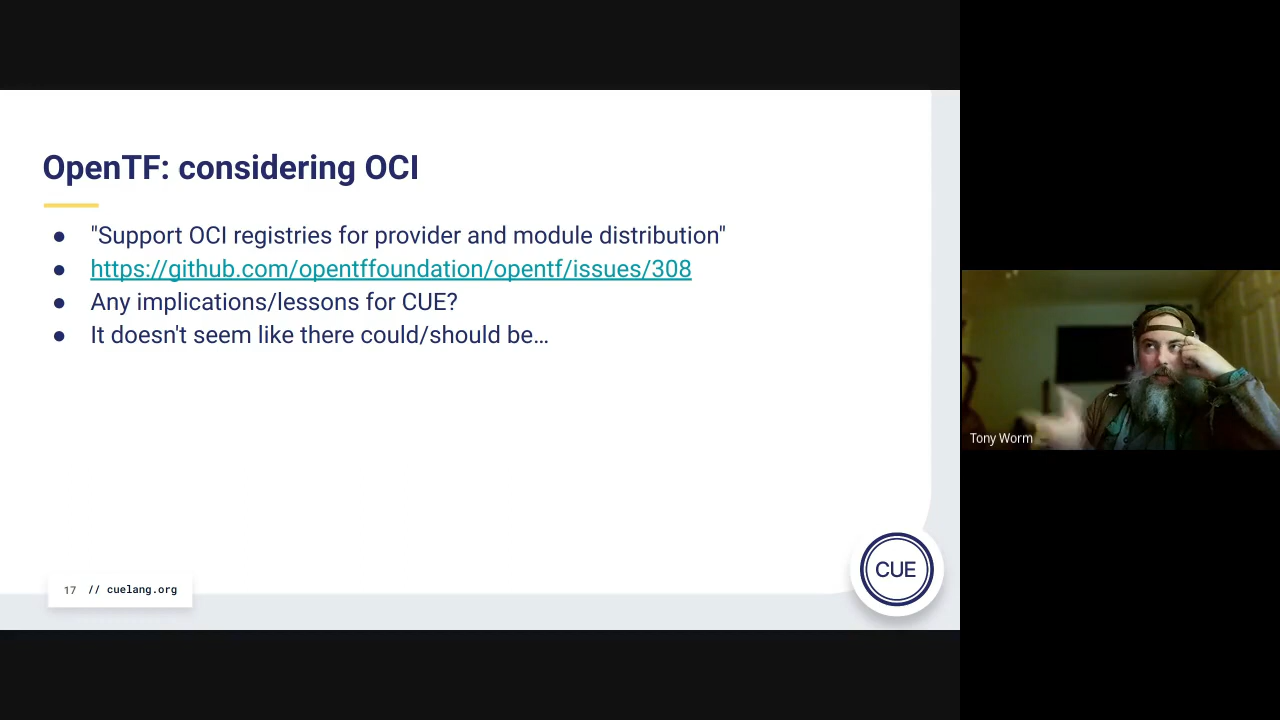 OpenTF: considering OCI
● "Support OCI registries for provider and module distribution"
● https://github.com/opentffoundation/opentf/issues/308
● Any implications/lessons for CUE?
● It doesn't seem like there could/should be…
Tony Worm
CUE
17 // cuelang.org